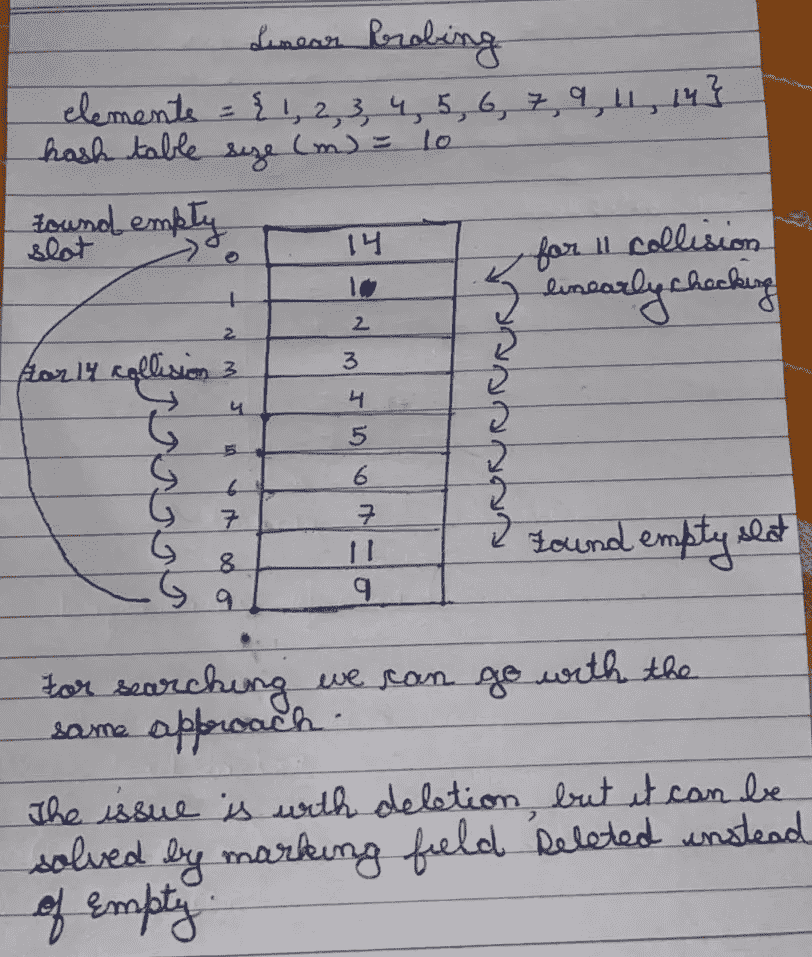 Linear Probing
elements = { 1, 2, 3, 4, 5, 6, 7, 9, 11, 14 }
hash table size (m) = 10
Found empty
slot
0 14
1 1
2 2
3 3
4 4
5 5
6 6
7 7
8 11
9 9
for 11 collision
linearly checking
For 14 collision
Found empty slot
For searching we can go with the
same approach.
The issue is with deletion, but it can be
solved by marking field Deleted instead
of Empty.